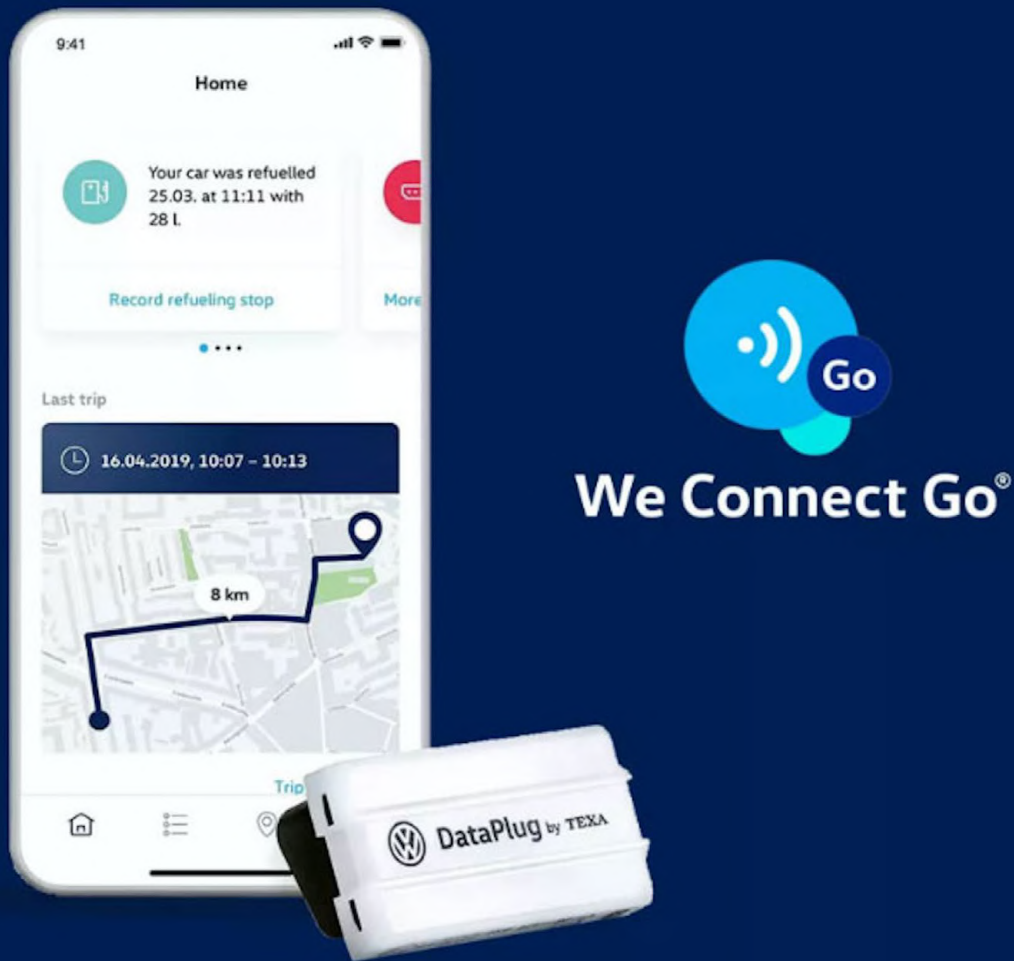 9:41
Home
Your car was refuelled
25.03. at 11:11 with
28 l.
Record refueling stop
More
Last trip
16.04.2019, 10:07 – 10:13
8 km
Trip
DataPlug by TEXA
Go
We Connect Go®